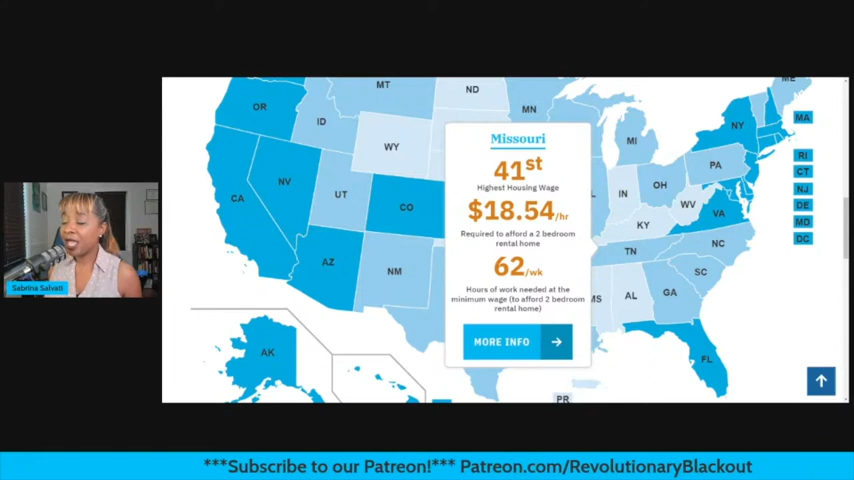 MT
ND
ME
OR
MN
MA
ID
NY
WY
MI
RI
PA
CT
NV
UT
IN
OH
NJ
CA
CO
WV
DE
KY
VA
MD
DC
AZ
NM
TN
NC
SC
MS
AL
GA
AK
FL
PR
Missouri
41st
Highest Housing Wage
$18.54/hr
Required to afford a 2 bedroom
rental home
62/wk
Hours of work needed at the
minimum wage (to afford 2 bedroom
rental home)
MORE INFO
Sabrina Salvati
***Subscribe to our Patreon!*** Patreon.com/RevolutionaryBlackout